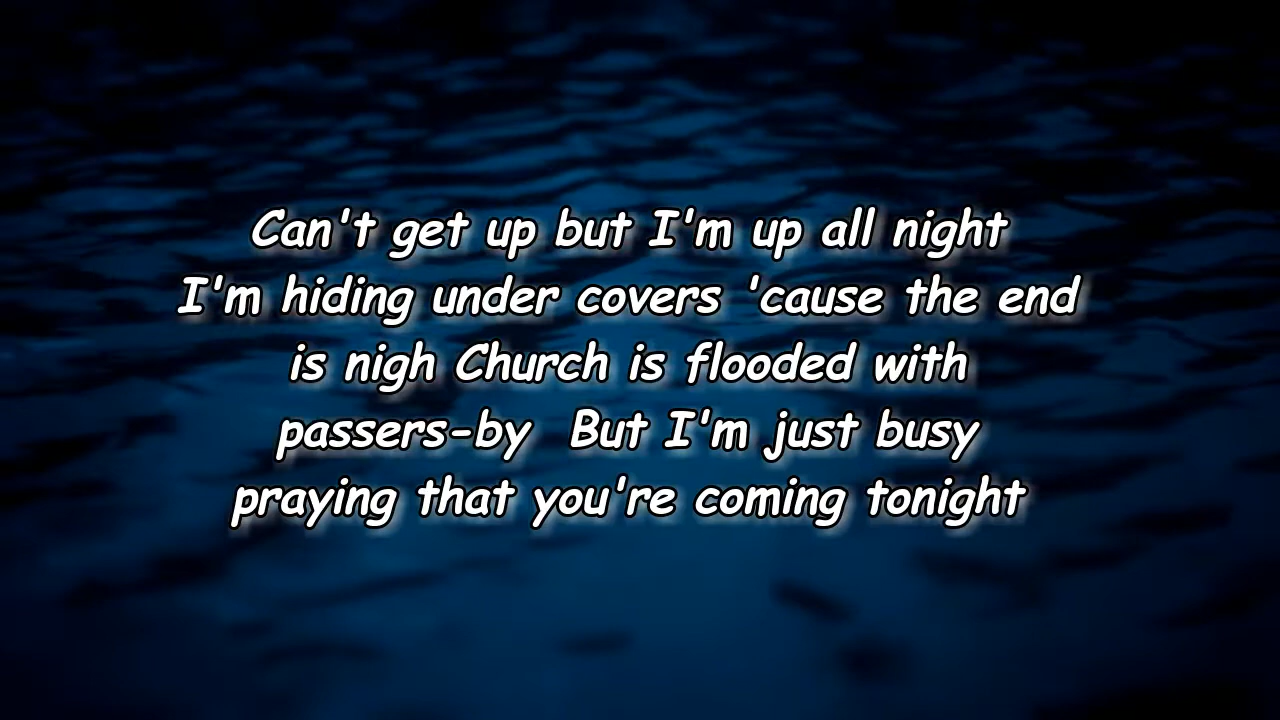 Can't get up but I'm up all night
I'm hiding under covers 'cause the end
is nigh Church is flooded with
passers-by  But I'm just busy
praying that you're coming tonight